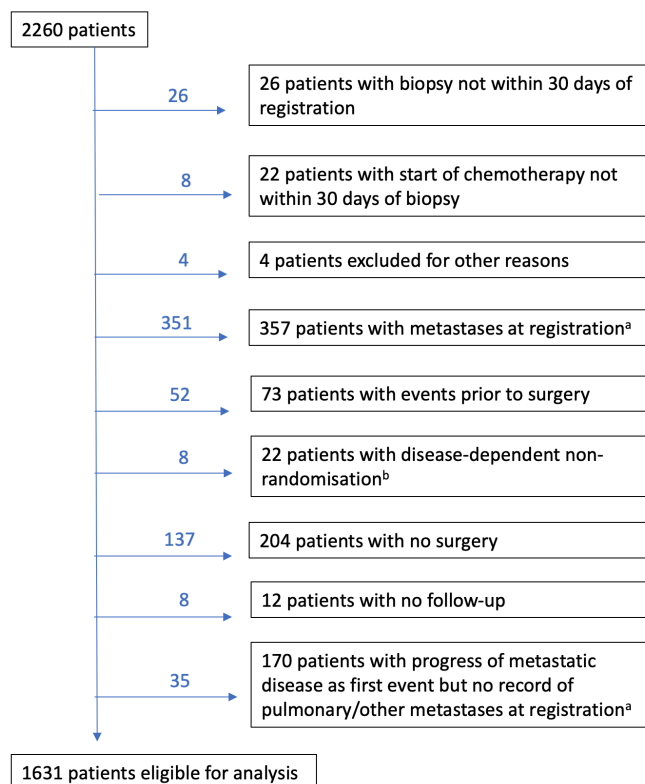 2260 patients
26
26 patients with biopsy not within 30 days of
registration
8
22 patients with start of chemotherapy not
within 30 days of biopsy
4
4 patients excluded for other reasons
351
357 patients with metastases at registrationᵃ
52
73 patients with events prior to surgery
8
22 patients with disease-dependent non-
randomisationᵇ
137
204 patients with no surgery
8
12 patients with no follow-up
35
170 patients with progress of metastatic
disease as first event but no record of
pulmonary/other metastases at registrationᵃ
1631 patients eligible for analysis